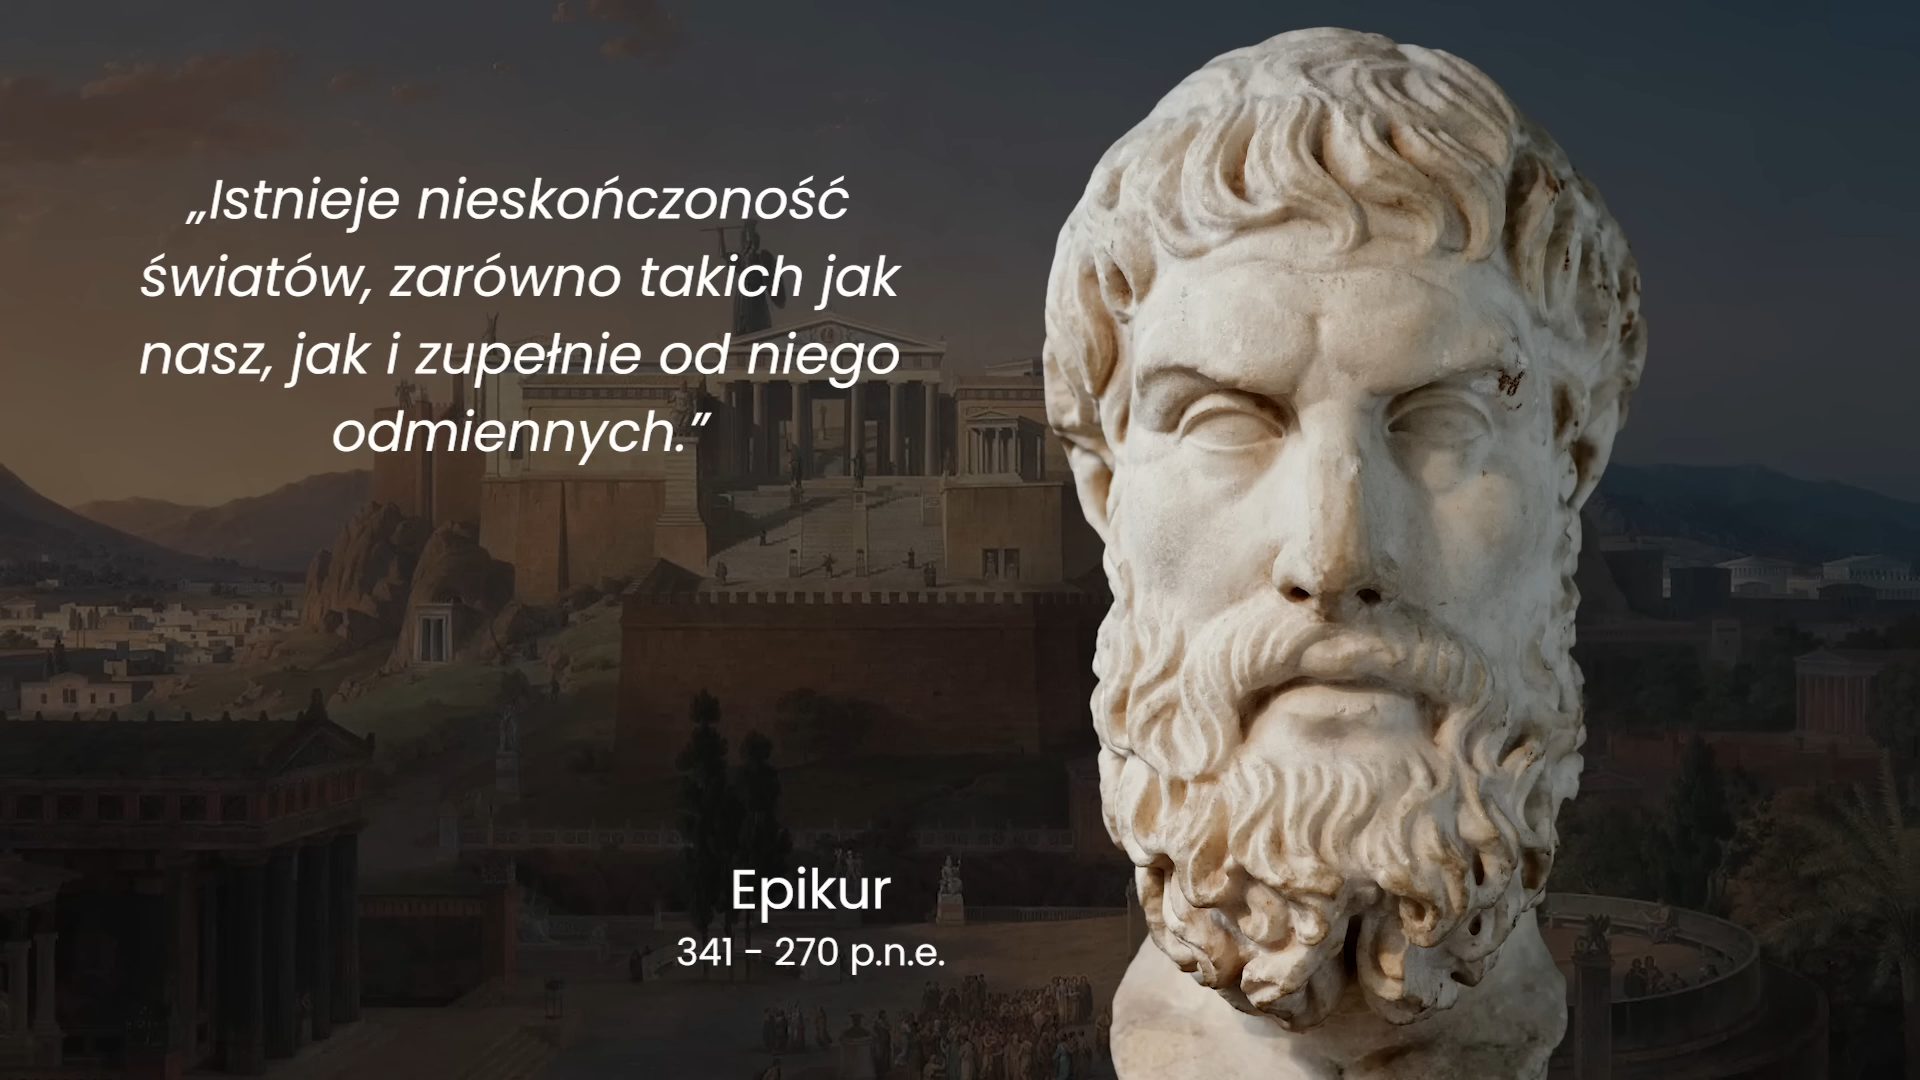 „Istnieje nieskończoność
światów, zarówno takich jak
nasz, jak i zupełnie od niego
odmiennych.”
Epikur
341 - 270 p.n.e.